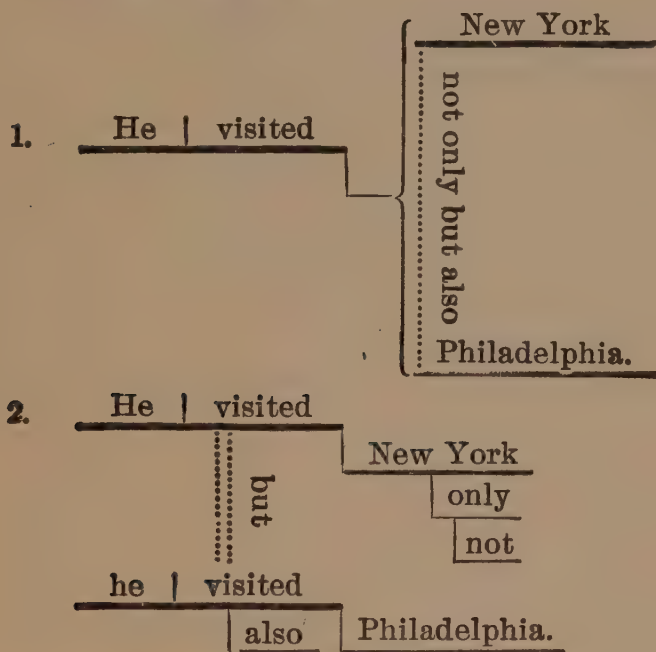 New York
1. He | visited
not only but also
Philadelphia.
2. He | visited
New York
but
only
not
he | visited
also Philadelphia.